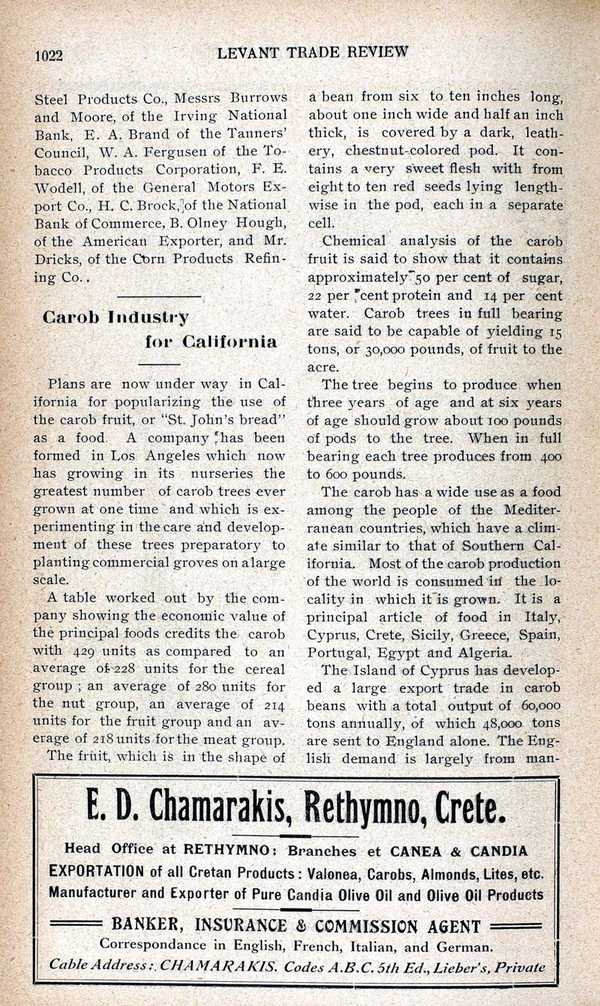 1022
LEVANT TRADE REVIEW
Steel Products Co., Messrs Burrows
and Moore, of the Irving National
Bank, E. A. Brand of the Tanners'
Council, W. A. Fergusen of the To-
bacco Products Corporation, F. E.
Wodell, of the General Motors Ex-
port Co., H. C. Brock, of the National
Bank of Commerce, B. Olney Hough,
of the American Exporter, and Mr.
Dricks, of the Corn Products Refin-
ing Co..
Carob Industry
for California
Plans are now under way in Cal-
ifornia for popularizing the use of
the carob fruit, or "St. John's bread"
as a food. A company has been
formed in Los Angeles which now
has growing in its nurseries the
greatest number of carob trees ever
grown at one time and which is ex-
perimenting in the care and develop-
ment of these trees preparatory to
planting commercial groves on a large
scale.
A table worked out by the com-
pany showing the economic value of
the principal foods credits the carob
with 429 units as compared to an
average of 228 units for the cereal
group ; an average of 280 units for
the nut group, an average of 214
units for the fruit group and an av-
erage of 218 units for the meat group.
The fruit, which is in the shape of
a bean from six to ten inches long,
about one inch wide and half an inch
thick, is covered by a dark, leath-
ery, chestnut-colored pod. It con-
tains a very sweet flesh with from
eight to ten red seeds lying length-
wise in the pod, each in a separate
cell.
Chemical analysis of the carob
fruit is said to show that it contains
approximately 50 per cent of sugar,
22 per cent protein and 14 per cent
water. Carob trees in full bearing
are said to be capable of yielding 15
tons, or 30,000 pounds, of fruit to the
acre.
The tree begins to produce when
three years of age and at six years
of age should grow about 100 pounds
of pods to the tree. When in full
bearing each tree produces from 400
to 600 pounds.
The carob has a wide use as a food
among the people of the Mediter-
ranean countries, which have a clim-
ate similar to that of Southern Cal-
ifornia. Most of the carob production
of the world is consumed in the lo-
cality in which it is grown. It is a
principal article of food in Italy,
Cyprus, Crete, Sicily, Greece, Spain,
Portugal, Egypt and Algeria.
The Island of Cyprus has develop-
ed a large export trade in carob
beans with a total output of 60,000
tons annually, of which 48,000 tons
are sent to England alone. The Eng-
lish demand is largely from man-
E. D. Chamarakis, Rethymno, Crete.
Head Office at RETHYMNO: Branches et CANEA & CANDIA
EXPORTATION of all Cretan Products: Valonea, Carobs, Almonds, Lites, etc.
Manufacturer and Exporter of Pure Candia Olive Oil and Olive Oil Products
BANKER, INSURANCE & COMMISSION AGENT
Correspondance in English, French, Italian, and German.
Cable Address: CHAMARAKIS. Codes A.B.C. 5th Ed., Lieber's, Private